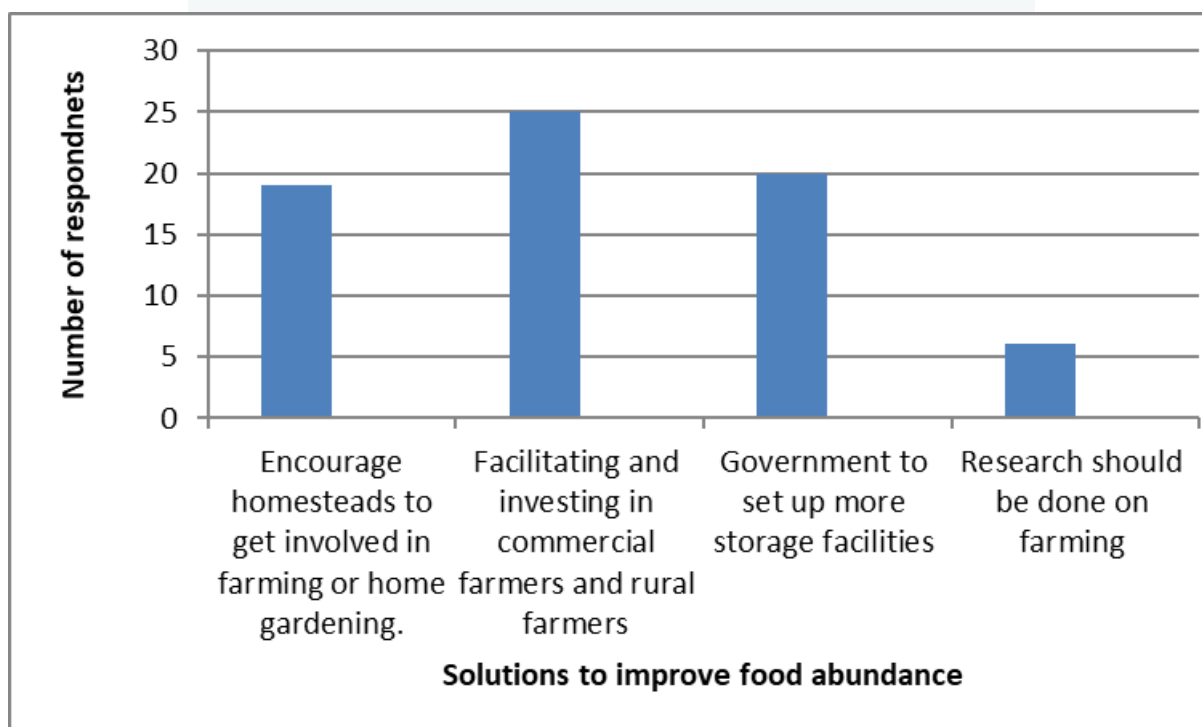 Number of respondnets
30
25
20
15
10
5
0
Encourage
homesteads to
get involved in
farming or home
gardening.
Facilitating and
investing in
commercial
farmers and rural
farmers
Government to
set up more
storage facilities
Research should
be done on
farming
Solutions to improve food abundance